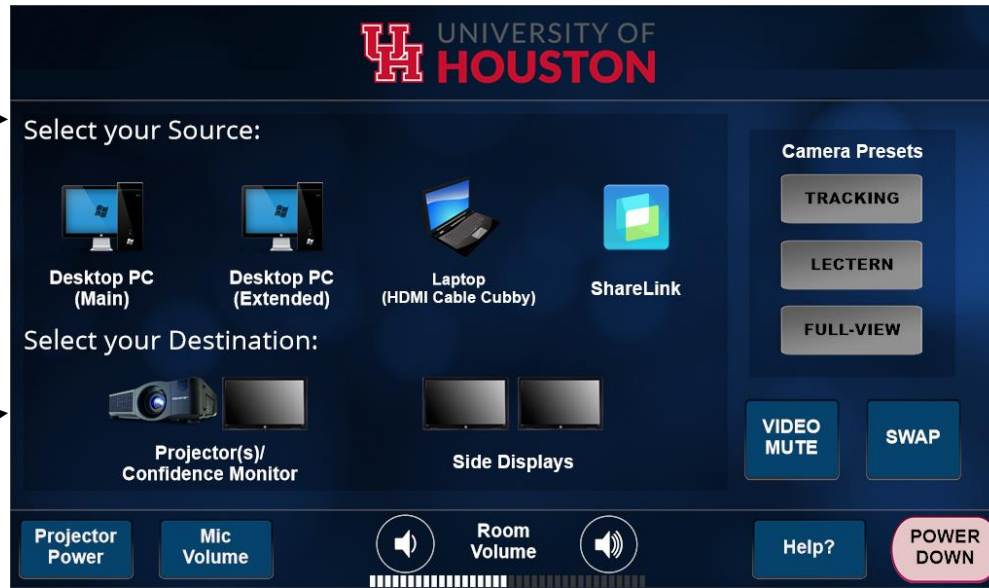 UNIVERSITY OF
HOUSTON
Select your Source:
Desktop PC
(Main)
Desktop PC
(Extended)
Laptop
(HDMI Cable Cubby)
ShareLink
Select your Destination:
Projector(s)/
Confidence Monitor
Side Displays
Camera Presets
TRACKING
LECTERN
FULL-VIEW
VIDEO
MUTE
SWAP
Projector
Power
Mic
Volume
Room
Volume
Help?
POWER
DOWN